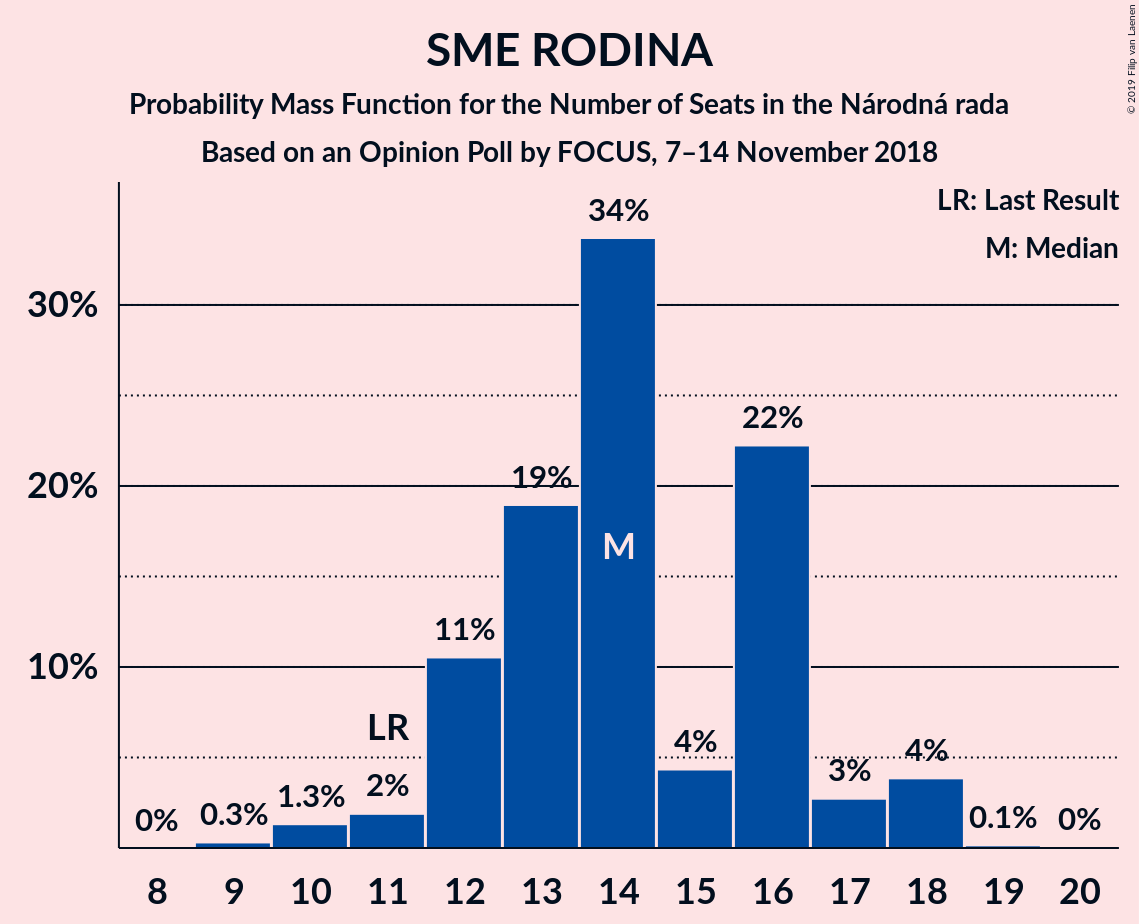 © 2019 Filip van Laenen
SME RODINA
Probability Mass Function for the Number of Seats in the Národná rada
Based on an Opinion Poll by FOCUS, 7–14 November 2018
LR: Last Result
M: Median
30%
20%
10%
0%
0.3%
1.3%
LR
2%
11%
19%
34%
M
4%
22%
3%
4%
0.1%
0%
8 9 10 11 12 13 14 15 16 17 18 19 20